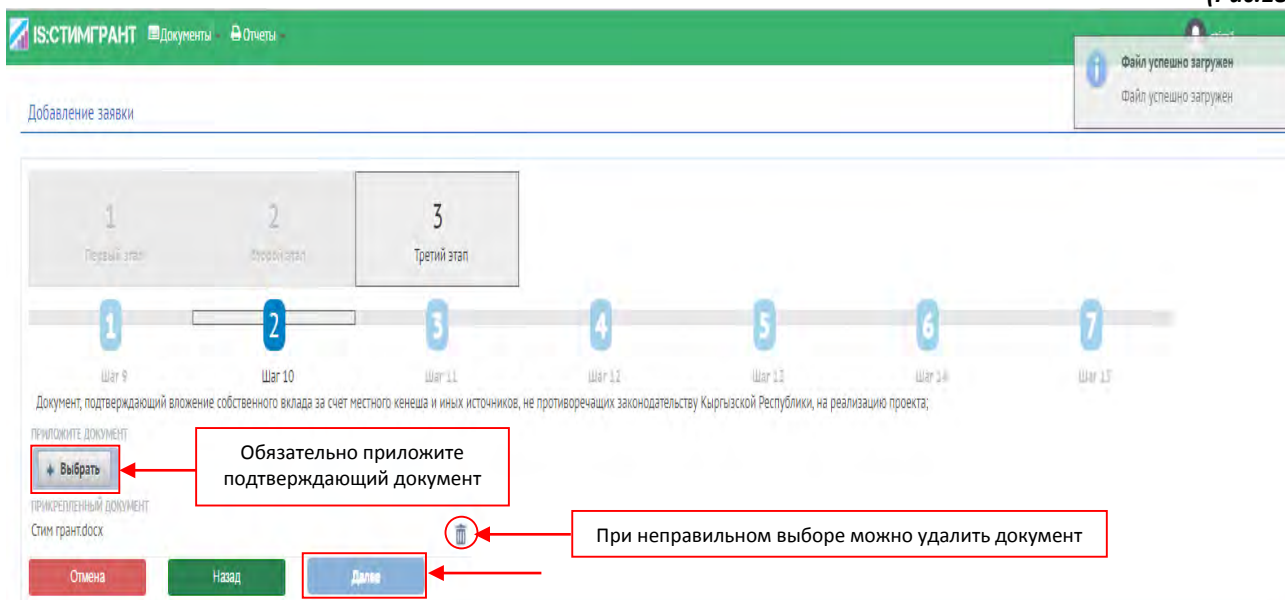 IS:СТИМГРАНТ Документы Отчеты
Файл успешно загружен
Файл успешно загружен
Добавление заявки
1 2 3
Первый этап Второй этап Третий этап
1 2 3 4 5 6 7
Шаг 9 Шаг 10 Шаг 11 Шаг 12 Шаг 13 Шаг 14 Шаг 15
Документ, подтверждающий вложение собственного вклада за счет местного кенеша и иных источников, не противоречащих законодательству Кыргызской Республики, на реализацию проекта;
ПРИЛОЖИТЕ ДОКУМЕНТ
+ Выбрать
Обязательно приложите
подтверждающий документ
ПРИКРЕПЛЕННЫЙ ДОКУМЕНТ
Стим грант.docx
При неправильном выборе можно удалить документ
Отмена Назад Далее